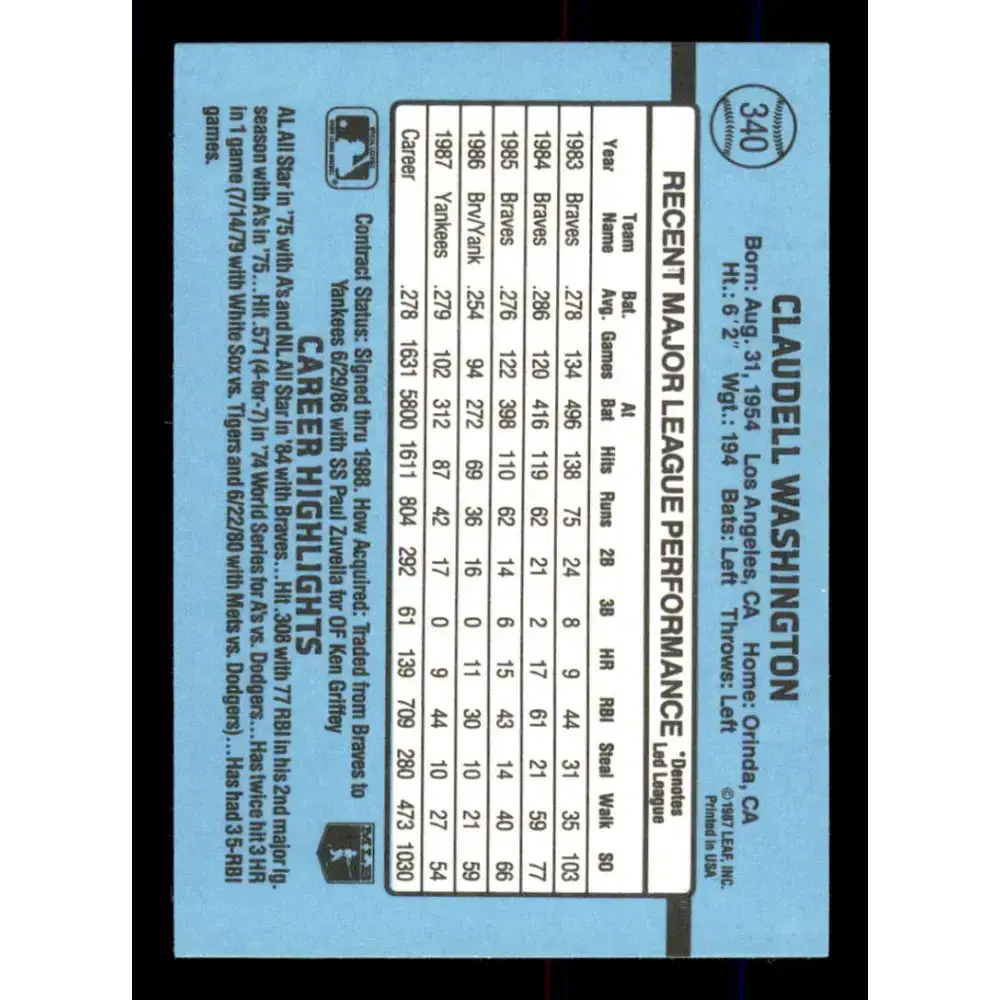 340
CLAUDELL WASHINGTON
Born: Aug. 31, 1954 Los Angeles, CA Home: Orinda, CA
Ht.: 6'2" Wgt.: 194 Bats: Left Throws: Left
©1987 LEAF, INC.
Printed in USA
RECENT MAJOR LEAGUE PERFORMANCE
*Denotes
Led League
Year Team Name Bat. Avg. Games At Bat Hits Runs 2B 3B HR RBI Steal Walk SO
1983 Braves .278 134 496 138 75 24 8 9 44 31 35 103
1984 Braves .286 120 416 119 62 21 2 17 61 21 59 77
1985 Braves .276 122 398 110 62 14 6 15 43 14 40 66
1986 Brv/Yank .254 94 272 69 36 16 0 11 30 10 21 59
1987 Yankees .279 102 312 87 42 17 0 9 44 10 27 54
Career .278 1631 5800 1611 804 292 61 139 709 280 473 1030
Contract Status: Signed thru 1988. How Acquired: Traded from Braves to
Yankees 6/29/86 with SS Paul Zuvella for OF Ken Griffey
CAREER HIGHLIGHTS
AL All Star in '75 with A's and NL All Star in '84 with Braves...Hit .308 with 77 RBI in his 2nd major lg.
season with A's in '75...Hit .571 (4-for-7) in '74 World Series for A's vs. Dodgers...Has twice hit 3 HR
in 1 game (7/14/79 with White Sox vs. Tigers and 6/22/80 with Mets vs. Dodgers)...Has had 3 5-RBI
games.